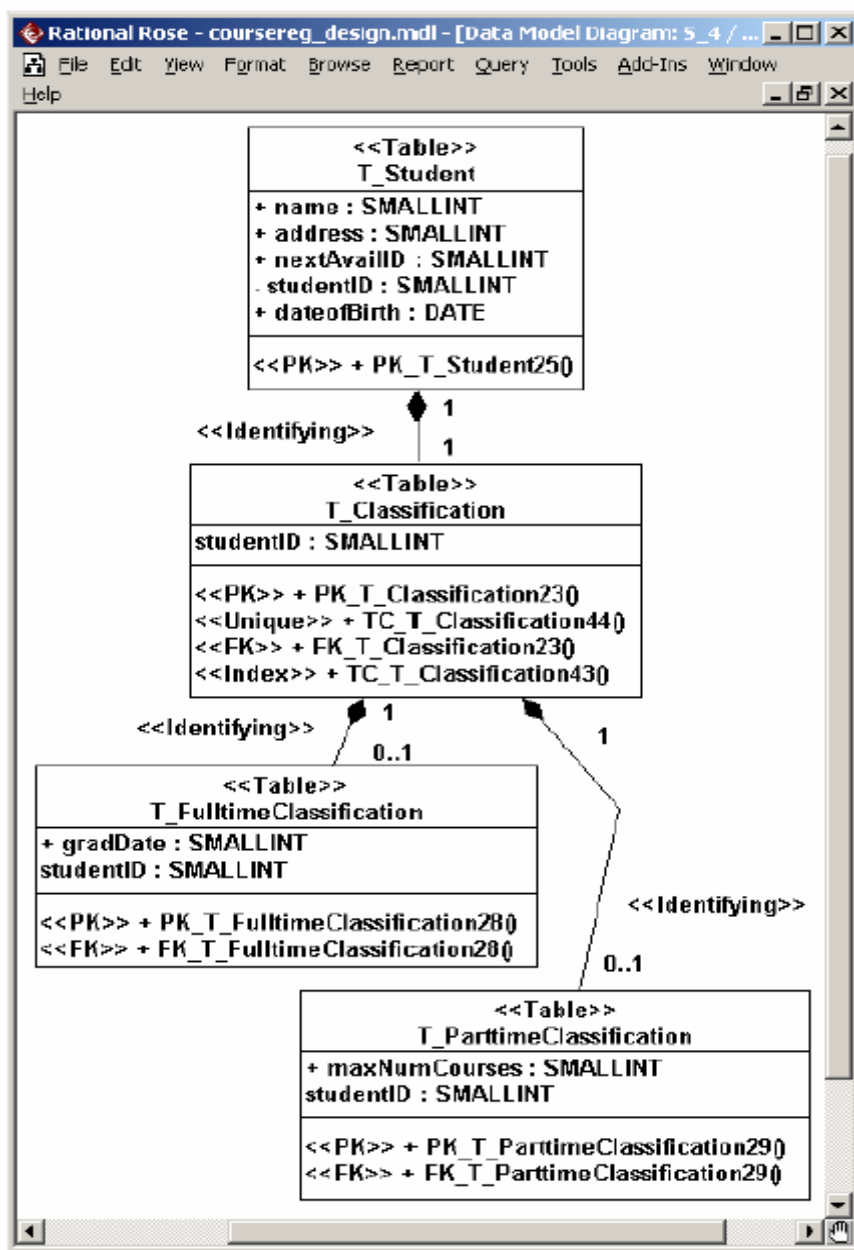 Rational Rose - coursereg_design.mdl - [Data Model Diagram: S_4 / ...
File Edit View Format Browse Report Query Tools Add-Ins Window
Help
<<Table>>
T_Student
+ name : SMALLINT
+ address : SMALLINT
+ nextAvailID : SMALLINT
- studentID : SMALLINT
+ dateofBirth : DATE
<<PK>> + PK_T_Student25()
1
<<Identifying>>
1
<<Table>>
T_Classification
studentID : SMALLINT
<<PK>> + PK_T_Classification23()
<<Unique>> + TC_T_Classification44()
<<FK>> + FK_T_Classification23()
<<Index>> + TC_T_Classification43()
1
<<Identifying>>
1
0..1
<<Table>>
T_FulltimeClassification
+ gradDate : SMALLINT
studentID : SMALLINT
<<PK>> + PK_T_FulltimeClassification28()
<<FK>> + FK_T_FulltimeClassification28()
<<Identifying>>
0..1
<<Table>>
T_ParttimeClassification
+ maxNumCourses : SMALLINT
studentID : SMALLINT
<<PK>> + PK_T_ParttimeClassification29()
<<FK>> + FK_T_ParttimeClassification29()